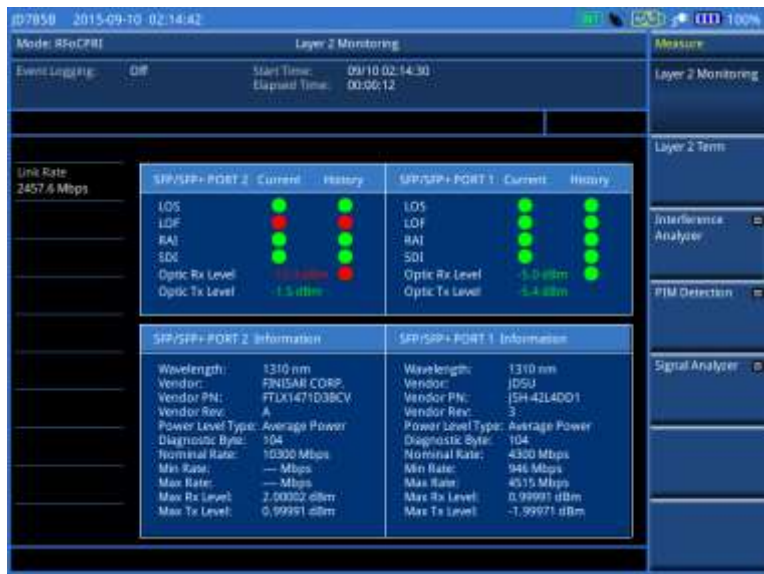 JD785B 2015-09-10 02:14:42 INT 100%
Mode: RFoCPRI Layer 2 Monitoring Measure
Event Logging: Off Start Time: 09/10 02:14:30
Elapsed Time: 00:00:12
Layer 2 Monitoring
Layer 2 Term
Interference
Analyzer
PIM Detection
Signal Analyzer
Link Rate
2457.6 Mbps
SFP/SFP+ PORT 2 Current History
LOS
LOF
RAI
SDI
Optic Rx Level
Optic Tx Level -1.5 dBm
SFP/SFP+ PORT 1 Current History
LOS
LOF
RAI
SDI
Optic Rx Level -5.0 dBm
Optic Tx Level -5.4 dBm
SFP/SFP+ PORT 2 Information
Wavelength: 1310 nm
Vendor: FINISAR CORP.
Vendor PN: FTLX1471D3BCV
Vendor Rev: A
Power Level Type: Average Power
Diagnostic Byte: 104
Nominal Rate: 10300 Mbps
Min Rate: --- Mbps
Max Rate: --- Mbps
Max Rx Level: 2.00002 dBm
Max Tx Level: 0.99991 dBm
SFP/SFP+ PORT 1 Information
Wavelength: 1310 nm
Vendor: JDSU
Vendor PN: JSH-42L4DD1
Vendor Rev: 3
Power Level Type: Average Power
Diagnostic Byte: 104
Nominal Rate: 4300 Mbps
Min Rate: 946 Mbps
Max Rate: 4515 Mbps
Max Rx Level: 0.99991 dBm
Max Tx Level: -1.99971 dBm